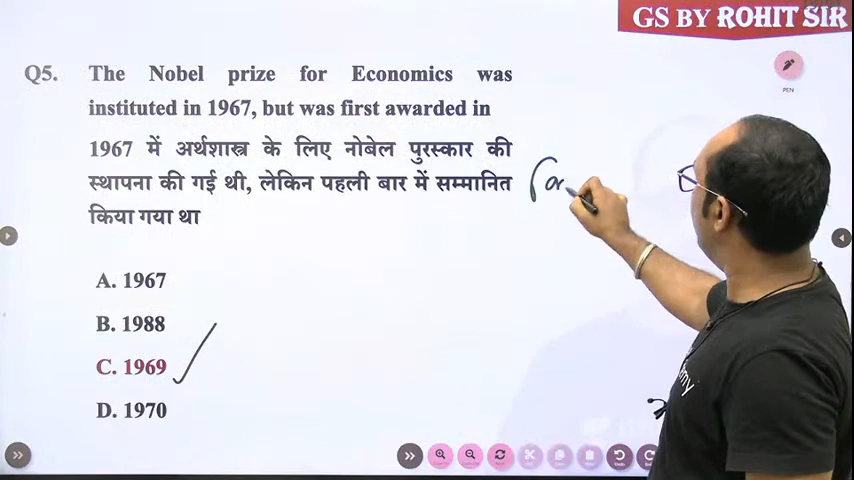 GS BY ROHIT SIR
Q5. The Nobel prize for Economics was
instituted in 1967, but was first awarded in
1967 में अर्थशास्त्र के लिए नोबेल पुरस्कार की
स्थापना की गई थी, लेकिन पहली बार में सम्मानित
किया गया था
A. 1967
B. 1988
C. 1969
D. 1970
PEN
Undo